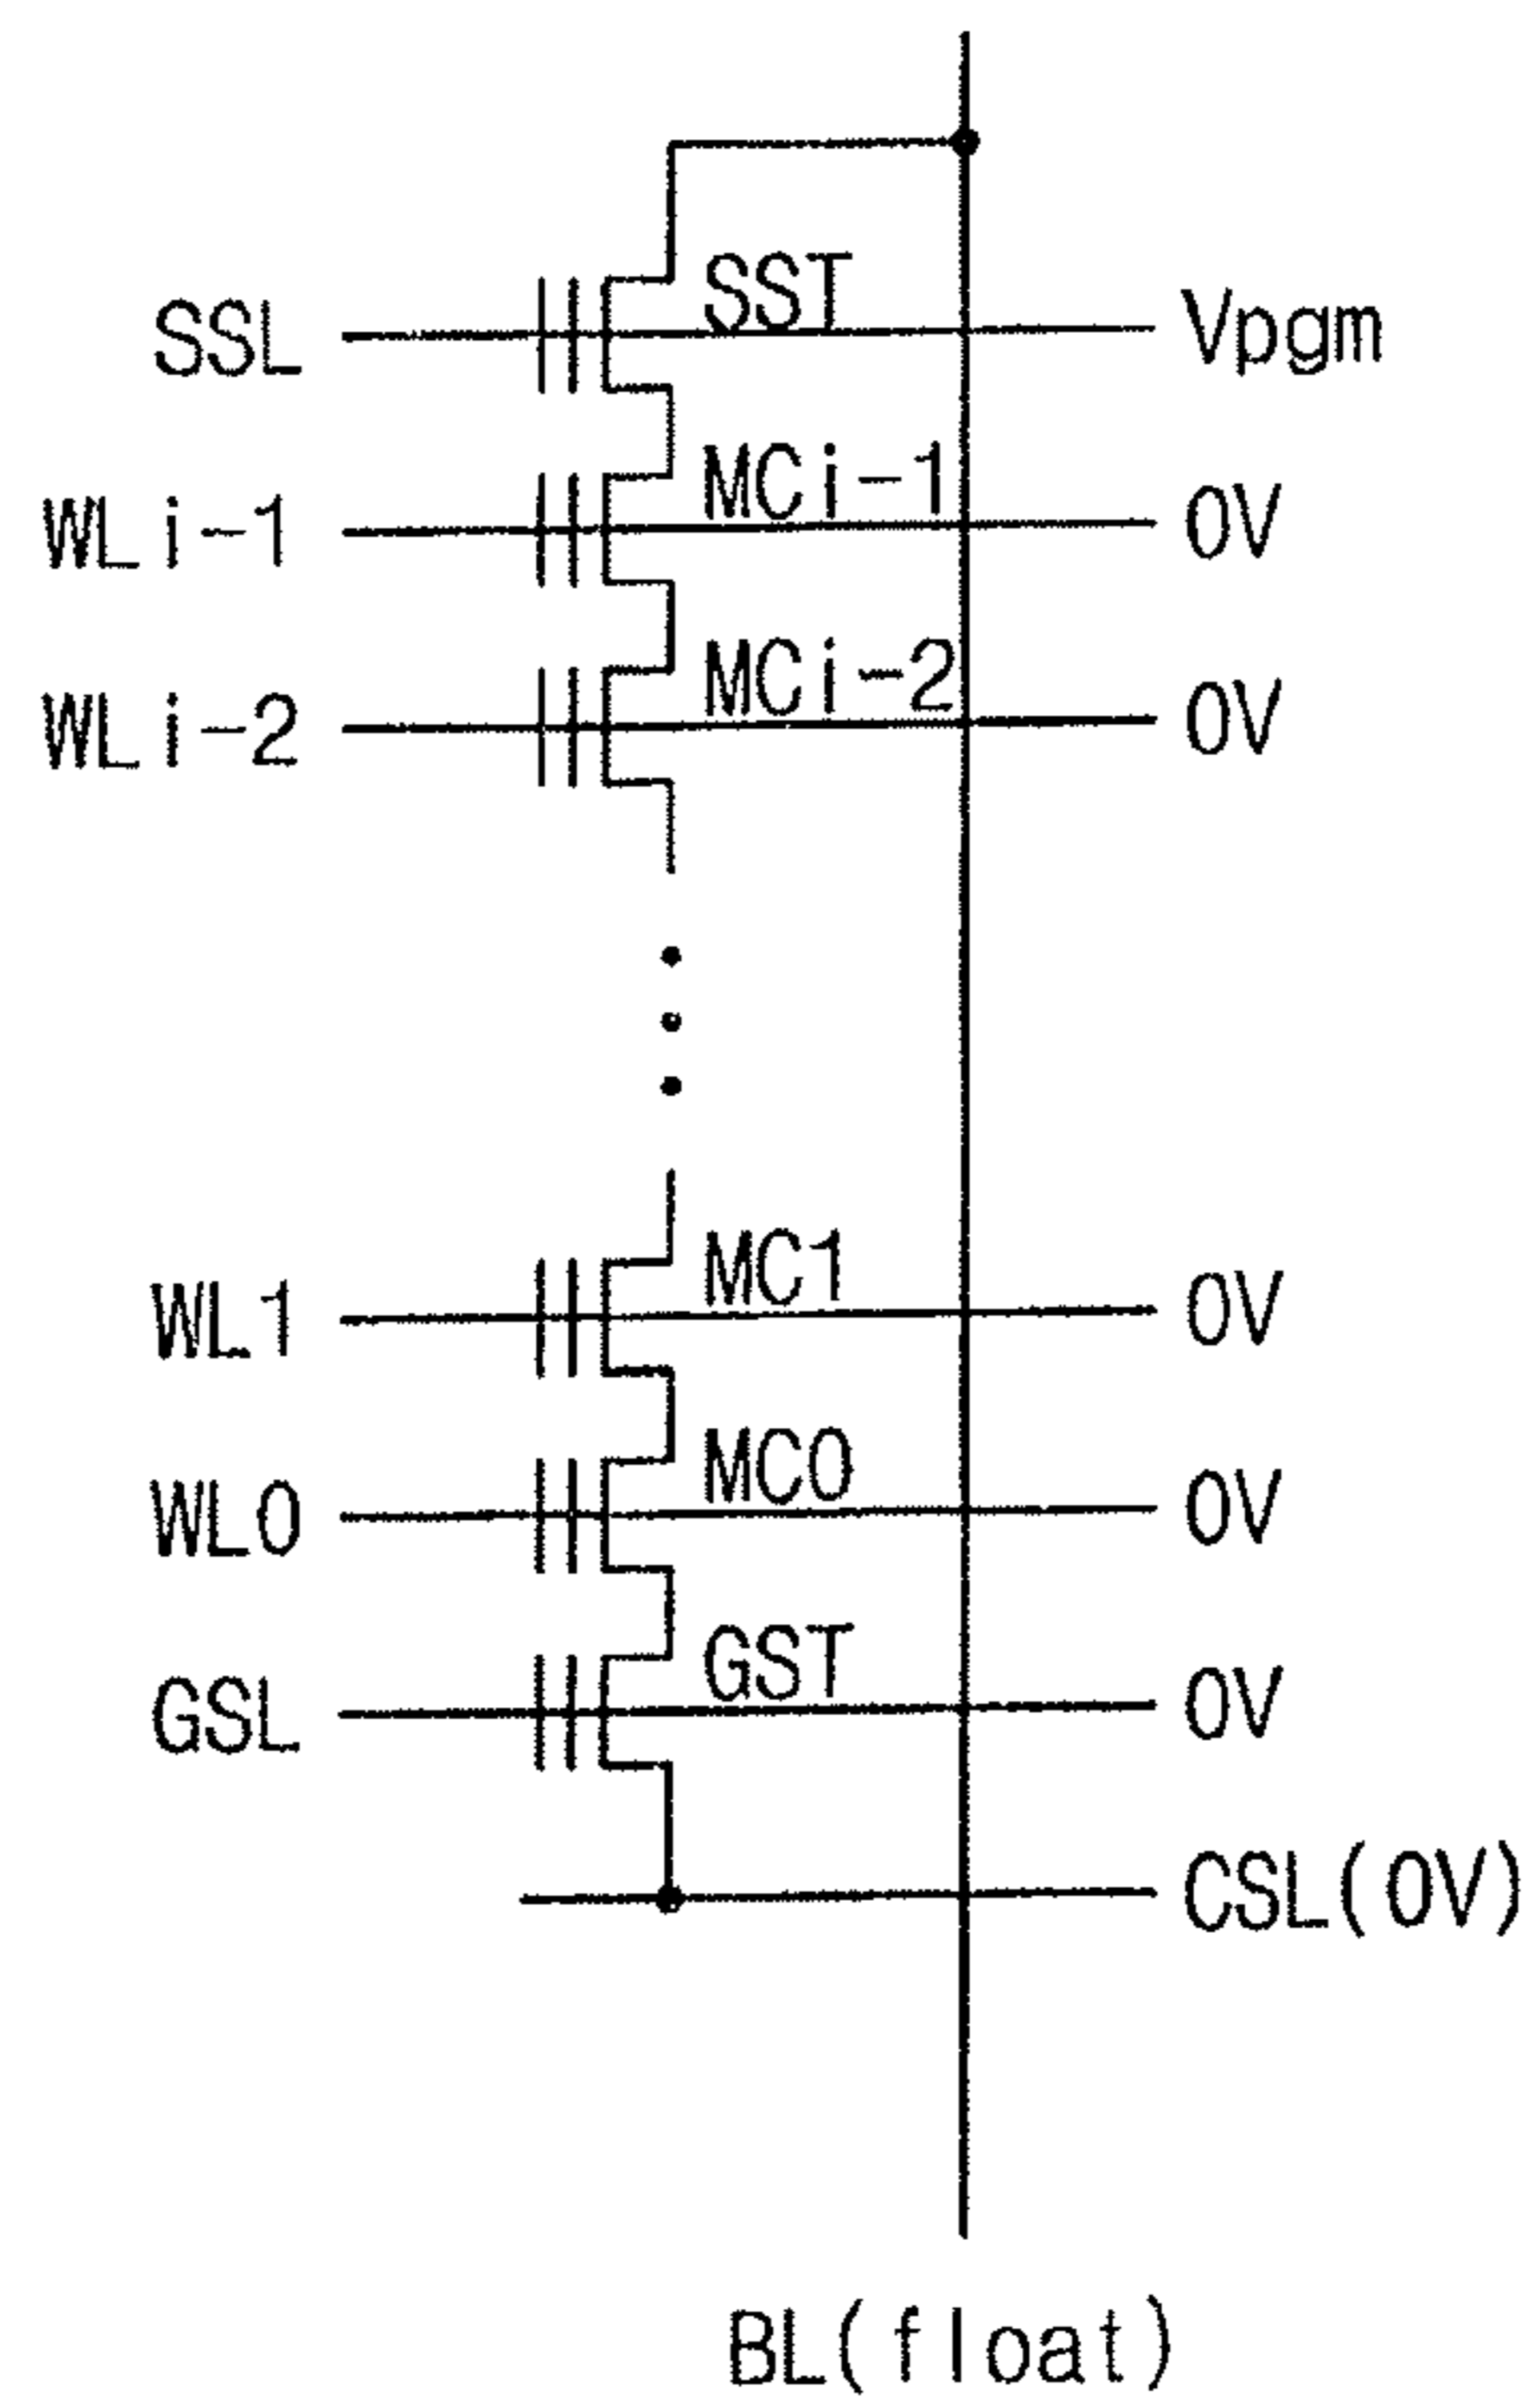 SST
SSL Vpgm
MCi-1
WLi-1 0V
MCi-2
WLi-2 0V
MC1
WL1 0V
MC0
WL0 0V
GST
GSL 0V
CSL(0V)
BL(float)